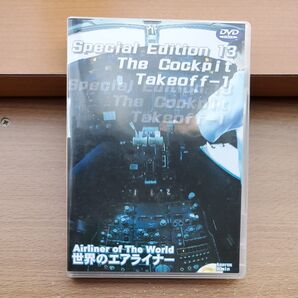 DVD
Special Edition 13
The Cockpit
Takeoff-1
Special Edition 13
The Cockpit
Takeoff-1
Airliner of The World
世界のエアライナー